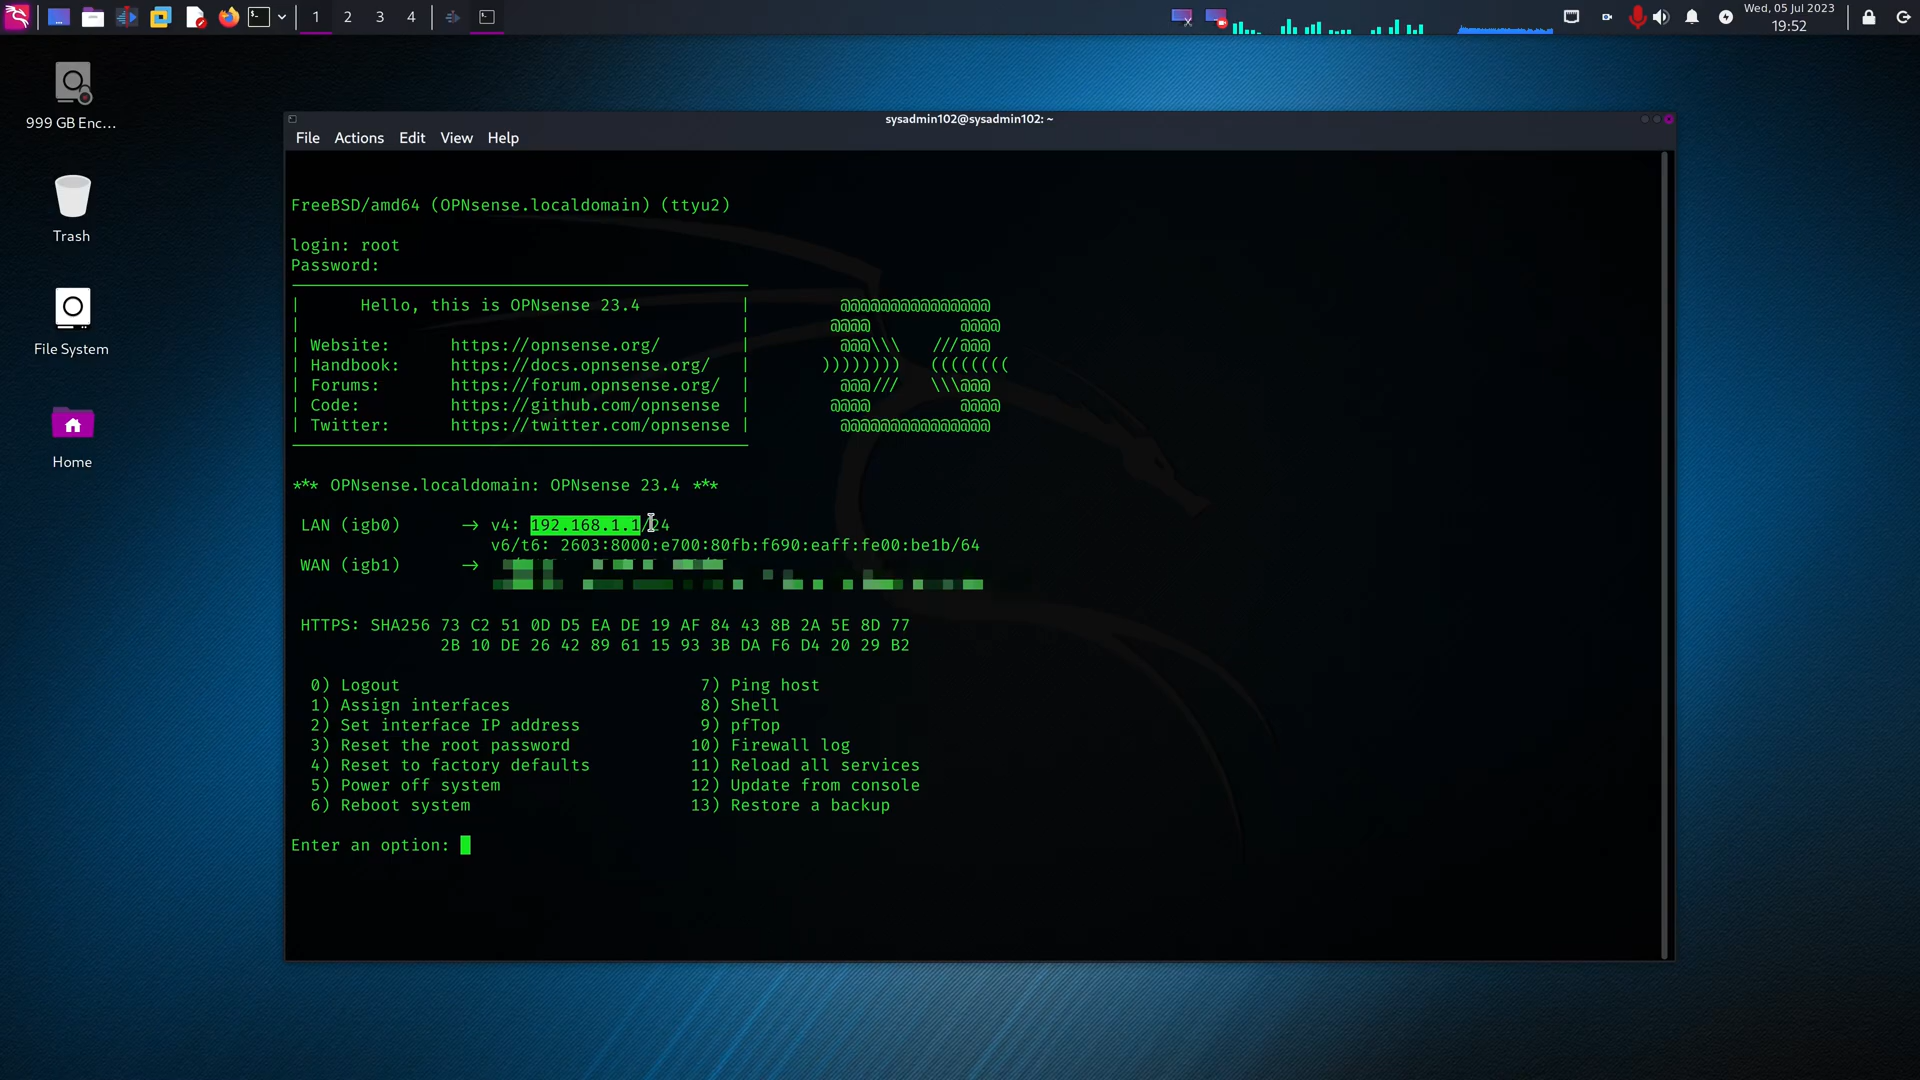 1 2 3 4
Wed, 05 Jul 2023
19:52
999 GB Enc...
Trash
File System
Home
sysadmin102@sysadmin102: ~
File Actions Edit View Help
FreeBSD/amd64 (OPNsense.localdomain) (ttyu2)
login: root
Password:
| Hello, this is OPNsense 23.4 | @@@@@@@@@@@@@@@
| | @@@@ @@@@
| Website: https://opnsense.org/ | @@@\\\ ///@@@
| Handbook: https://docs.opnsense.org/ | )))))))) ((((((((
| Forums: https://forum.opnsense.org/ | @@@/// \\\@@@
| Code: https://github.com/opnsense | @@@@ @@@@
| Twitter: https://twitter.com/opnsense | @@@@@@@@@@@@@@@
*** OPNsense.localdomain: OPNsense 23.4 ***
LAN (igb0) -> v4: 192.168.1.1/24
v6/t6: 2603:8000:e700:80fb:f690:eaff:fe00:be1b/64
WAN (igb1) ->
HTTPS: SHA256 73 C2 51 0D D5 EA DE 19 AF 84 43 8B 2A 5E 8D 77
2B 10 DE 26 42 89 61 15 93 3B DA F6 D4 20 29 B2
0) Logout 7) Ping host
1) Assign interfaces 8) Shell
2) Set interface IP address 9) pfTop
3) Reset the root password 10) Firewall log
4) Reset to factory defaults 11) Reload all services
5) Power off system 12) Update from console
6) Reboot system 13) Restore a backup
Enter an option: